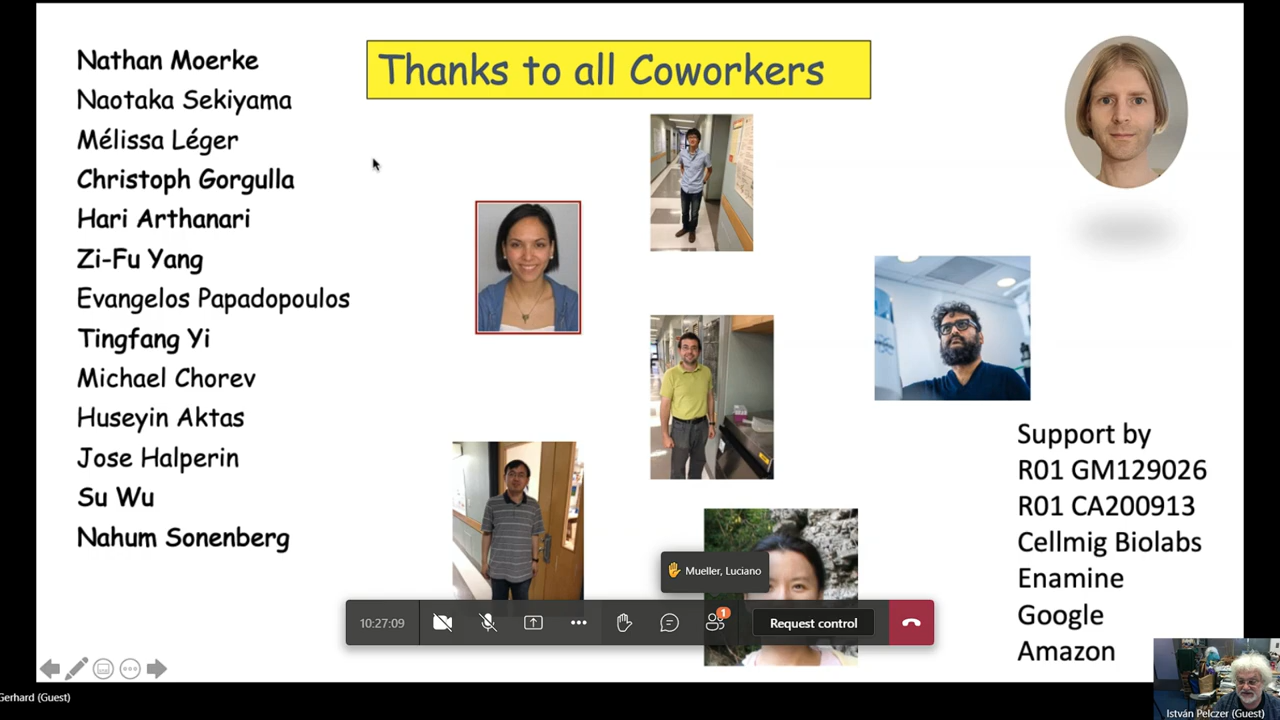 Thanks to all Coworkers
Nathan Moerke
Naotaka Sekiyama
Mélissa Léger
Christoph Gorgulla
Hari Arthanari
Zi-Fu Yang
Evangelos Papadopoulos
Tingfang Yi
Michael Chorev
Huseyin Aktas
Jose Halperin
Su Wu
Nahum Sonenberg
Support by
R01 GM129026
R01 CA200913
Cellmig Biolabs
Enamine
Google
Amazon
Mueller, Luciano
10:27:09
1
Request control
Gerhard (Guest)
István Pelczer (Guest)